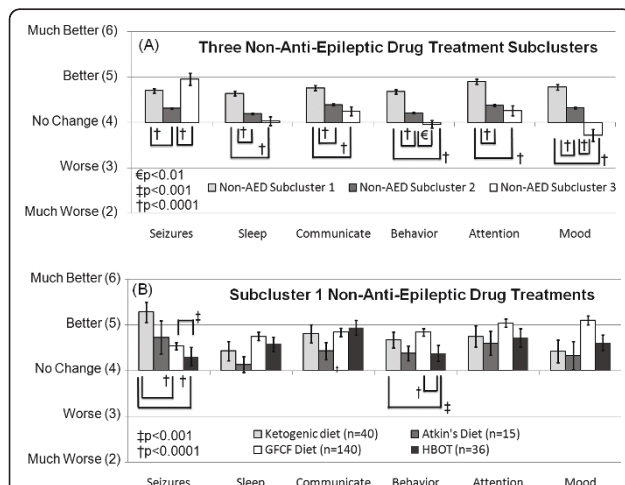 Much Better (6)
(A) Three Non-Anti-Epileptic Drug Treatment Subclusters
Better (5)
No Change (4)
† † † † † † † € † † † † † †
Worse (3)
€p<0.01
‡p<0.001
†p<0.0001
Non-AED Subcluster 1 Non-AED Subcluster 2 Non-AED Subcluster 3
Much Worse (2)
Seizures Sleep Communicate Behavior Attention Mood
Much Better (6)
(B) Subcluster 1 Non-Anti-Epileptic Drug Treatments
‡
Better (5)
No Change (4)
† † † ‡
Worse (3)
‡p<0.001
†p<0.0001
Ketogenic diet (n=40) Atkin's Diet (n=15)
GFCF Diet (n=140) HBOT (n=36)
Much Worse (2)
Seizures Sleep Communicate Behavior Attention Mood